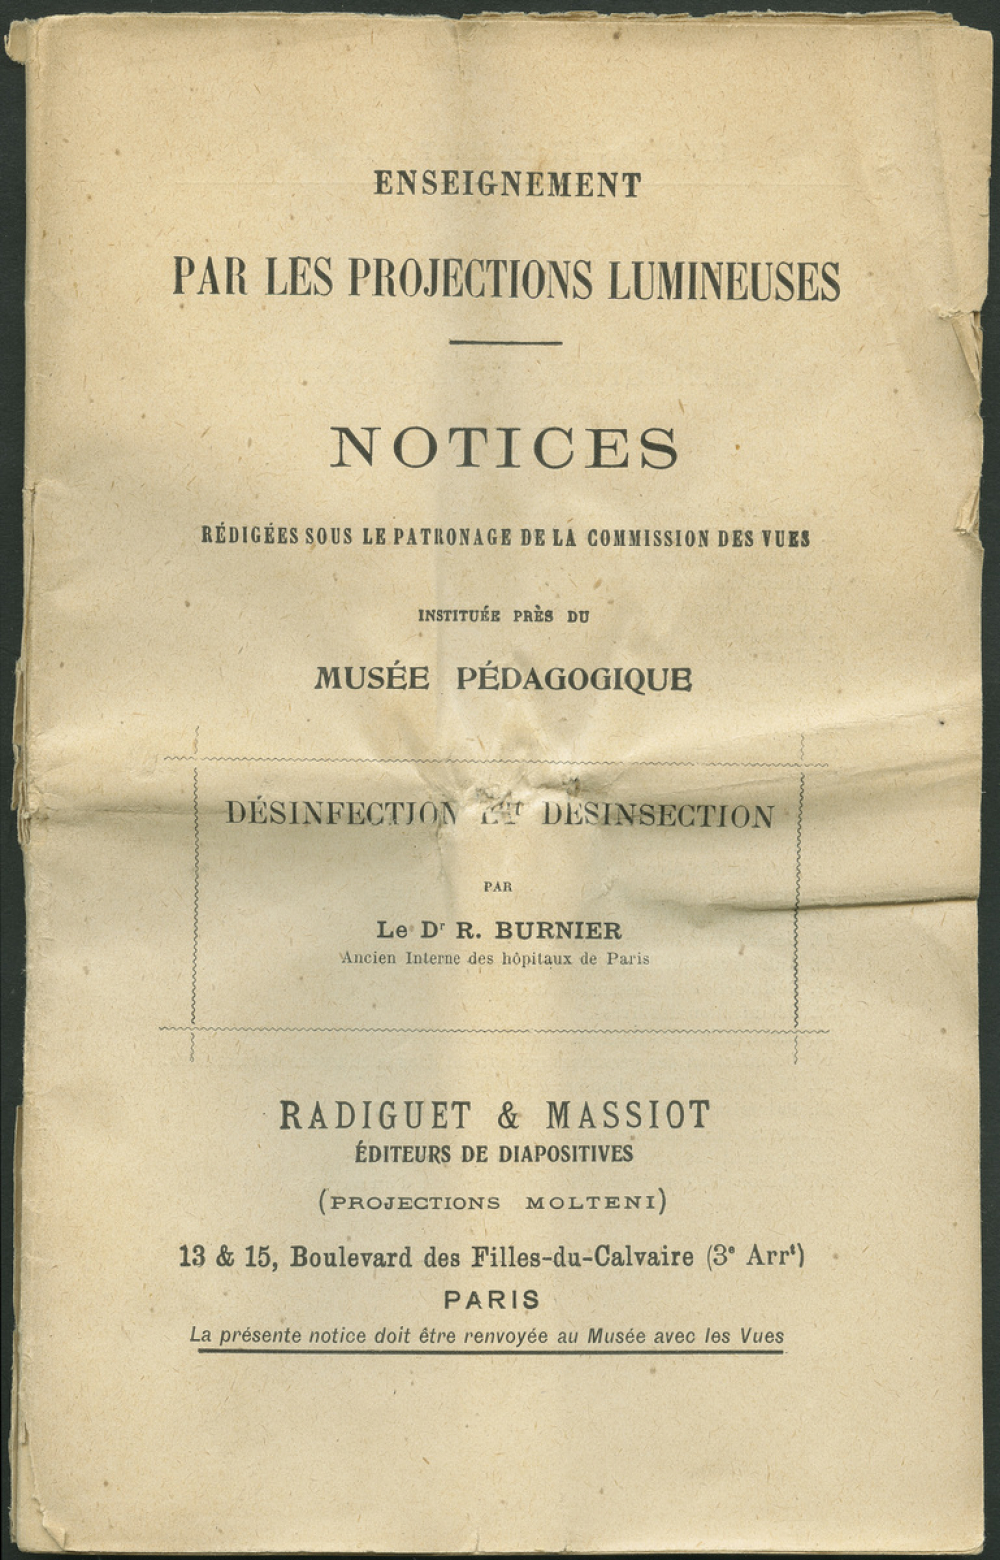 ENSEIGNEMENT
PAR LES PROJECTIONS LUMINEUSES
NOTICES
RÉDIGÉES SOUS LE PATRONAGE DE LA COMMISSION DES VUES
INSTITUÉE PRÈS DU
MUSÉE PÉDAGOGIQUE
DÉSINFECTION ET DÉSINSECTION
PAR
Le Dr R. BURNIER
Ancien Interne des hôpitaux de Paris
RADIGUET & MASSIOT
ÉDITEURS DE DIAPOSITIVES
(PROJECTIONS MOLTENI)
13 & 15, Boulevard des Filles-du-Calvaire (3e Arrt)
PARIS
La présente notice doit être renvoyée au Musée avec les Vues